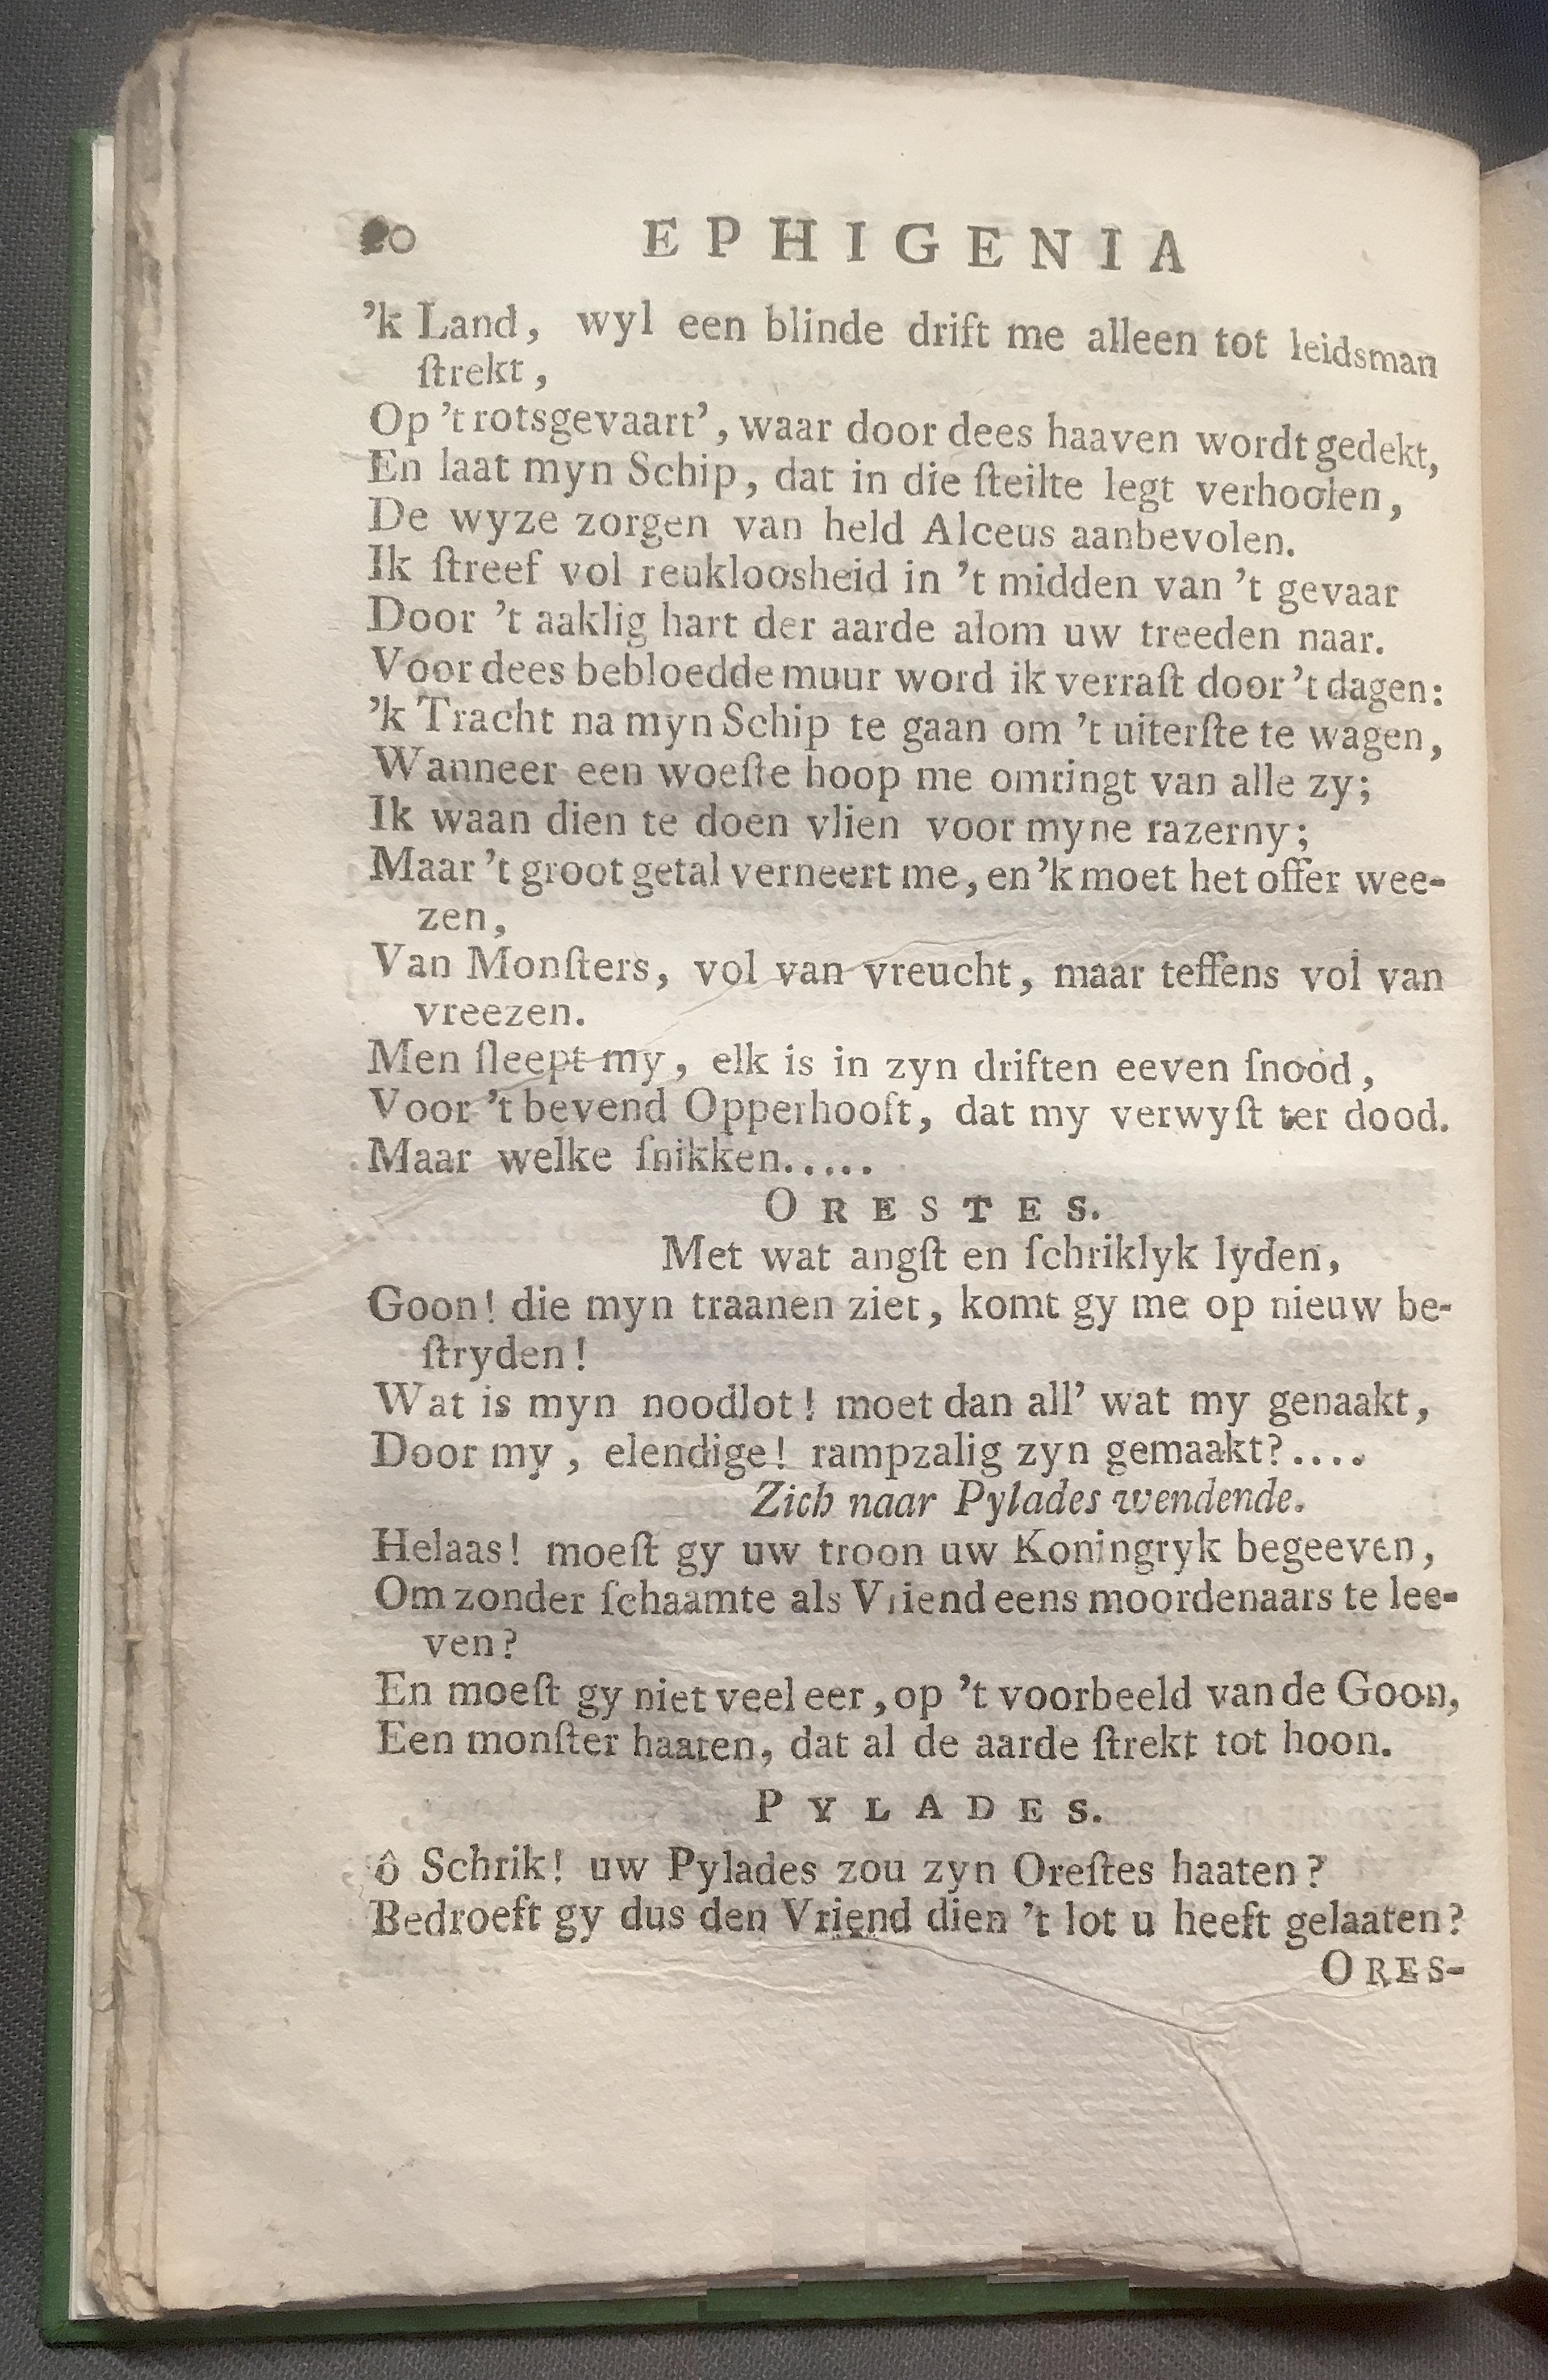 EPHIGENIA
’k Land, wyl een blinde drift me alleen tot leidsman
ſtrekt,
Op ’t rotsgevaart’, waar door dees haaven wordt gedekt,
En laat myn Schip, dat in die ſteilte legt verhoolen,
De wyze zorgen van held Alceus aanbevolen.
Ik ſtreef vol reukloosheid in ’t midden van ’t gevaar
Door ’t aaklig hart der aarde alom uw treeden naar.
Voor dees bebloedde muur word ik verraſt door ’t dagen:
’k Tracht na myn Schip te gaan om ’t uiterſte te wagen,
Wanneer een woeſte hoop me omringt van alle zy;
Ik waan dien te doen vlien voor myne razerny;
Maar ’t groot getal verneert me, en ’k moet het offer wee-
zen,
Van Monſters, vol van vreucht, maar teffens vol van
vreezen.
Men ſleept my, elk is in zyn driften eeven ſnood,
Voor ’t bevend Opperhooft, dat my verwyſt ter dood.
Maar welke ſnikken.....
ORESTES.
Met wat angſt en ſchriklyk lyden,
Goon! die myn traanen ziet, komt gy me op nieuw be-
ſtryden!
Wat is myn noodlot! moet dan all’ wat my genaakt,
Door my, elendige! rampzalig zyn gemaakt?....
Zich naar Pylades wendende.
Helaas! moeſt gy uw troon uw Koningryk begeeven,
Om zonder ſchaamte als Vriend eens moordenaars te lee-
ven?
En moeſt gy niet veel eer, op ’t voorbeeld van de Goon,
Een monſter haaten, dat al de aarde ſtrekt tot hoon.
PYLADES.
ô Schrik! uw Pylades zou zyn Oreſtes haaten?
Bedroeft gy dus den Vriend dien ’t lot u heeft gelaaten?
ORES-